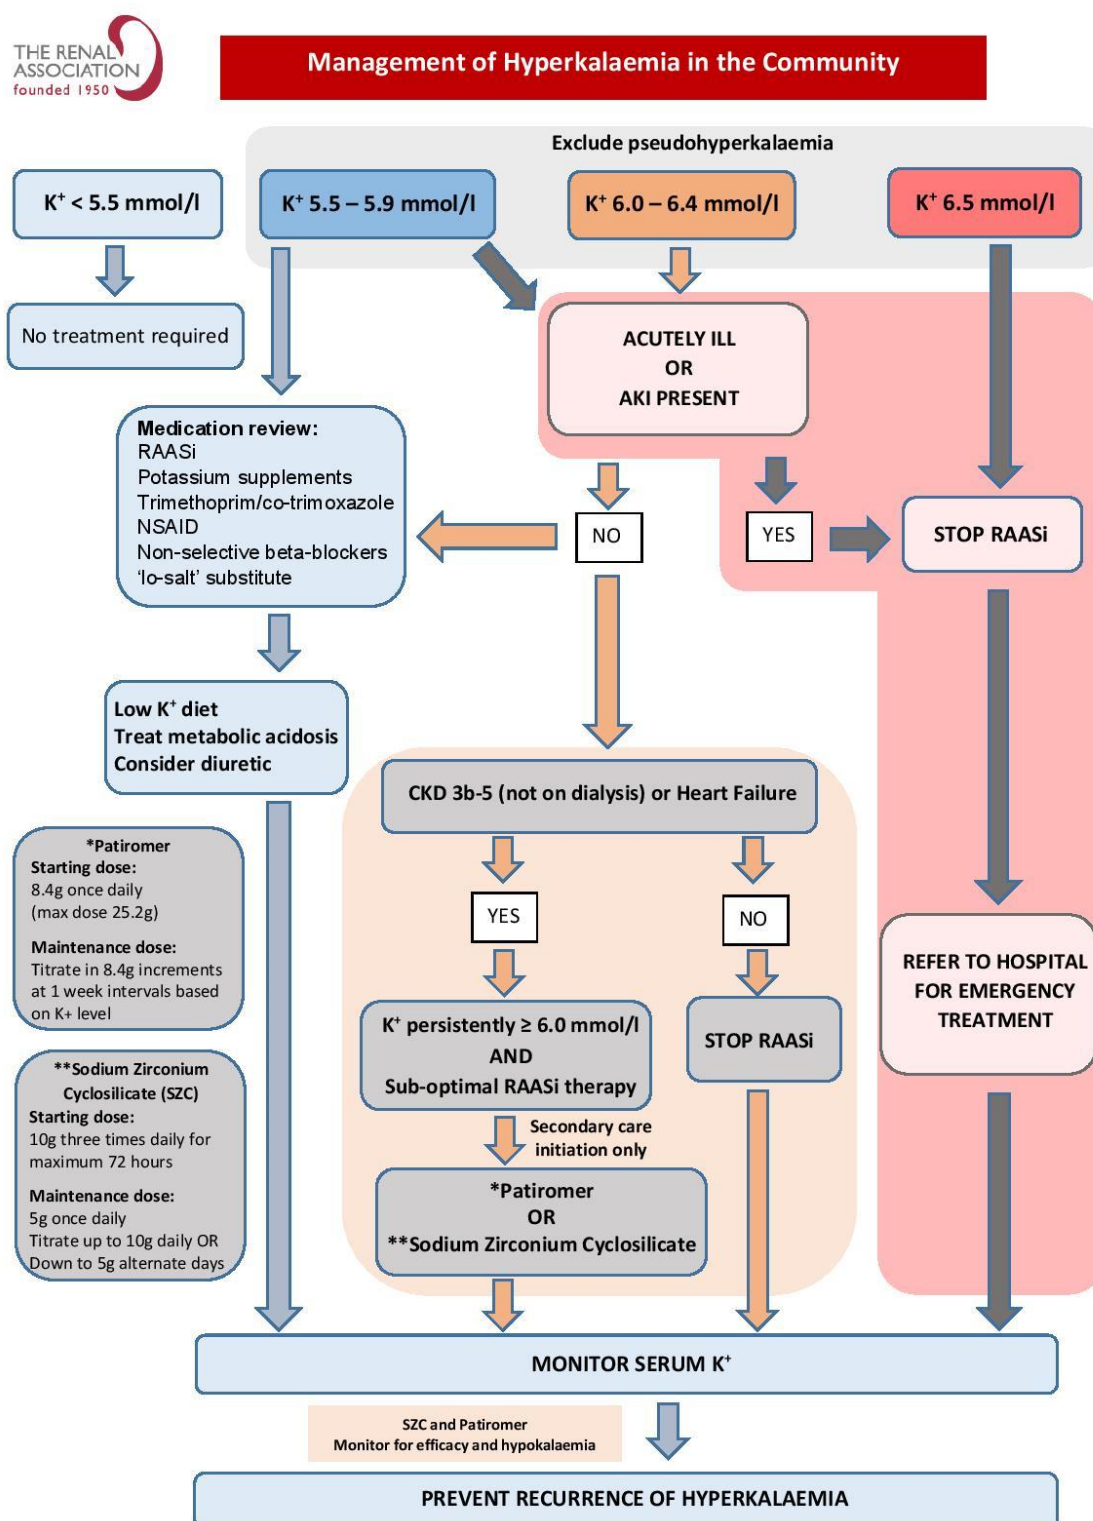 THE RENAL
ASSOCIATION
founded 1950
Management of Hyperkalaemia in the Community
Exclude pseudohyperkalaemia
K⁺ < 5.5 mmol/l
K⁺ 5.5 – 5.9 mmol/l
K⁺ 6.0 – 6.4 mmol/l
K⁺ 6.5 mmol/l
No treatment required
ACUTELY ILL
OR
AKI PRESENT
Medication review:
RAASi
Potassium supplements
Trimethoprim/co-trimoxazole
NSAID
Non-selective beta-blockers
‘lo-salt’ substitute
NO
YES
STOP RAASi
Low K⁺ diet
Treat metabolic acidosis
Consider diuretic
CKD 3b-5 (not on dialysis) or Heart Failure
*Patiromer
Starting dose:
8.4g once daily
(max dose 25.2g)
Maintenance dose:
Titrate in 8.4g increments
at 1 week intervals based
on K+ level
YES
NO
K⁺ persistently ≥ 6.0 mmol/l
AND
Sub-optimal RAASi therapy
STOP RAASi
REFER TO HOSPITAL
FOR EMERGENCY
TREATMENT
**Sodium Zirconium
Cyclosilicate (SZC)
Starting dose:
10g three times daily for
maximum 72 hours
Maintenance dose:
5g once daily
Titrate up to 10g daily OR
Down to 5g alternate days
Secondary care
initiation only
*Patiromer
OR
**Sodium Zirconium Cyclosilicate
MONITOR SERUM K⁺
SZC and Patiromer
Monitor for efficacy and hypokalaemia
PREVENT RECURRENCE OF HYPERKALAEMIA